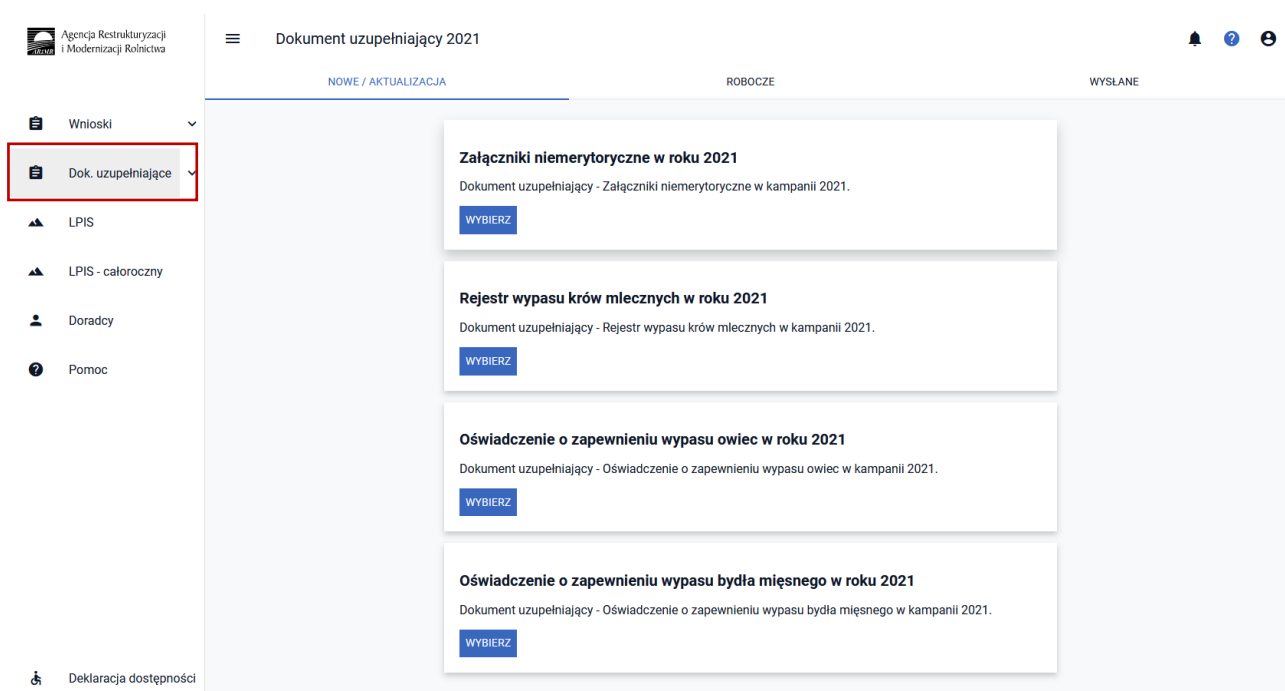 Agencja Restrukturyzacji
i Modernizacji Rolnictwa
ARiMR
Dokument uzupełniający 2021
NOWE / AKTUALIZACJA
ROBOCZE
WYSŁANE
Wnioski
Dok. uzupełniające
LPIS
LPIS - całoroczny
Doradcy
Pomoc
Deklaracja dostępności
Załączniki niemerytoryczne w roku 2021
Dokument uzupełniający - Załączniki niemerytoryczne w kampanii 2021.
WYBIERZ
Rejestr wypasu krów mlecznych w roku 2021
Dokument uzupełniający - Rejestr wypasu krów mlecznych w kampanii 2021.
WYBIERZ
Oświadczenie o zapewnieniu wypasu owiec w roku 2021
Dokument uzupełniający - Oświadczenie o zapewnieniu wypasu owiec w kampanii 2021.
WYBIERZ
Oświadczenie o zapewnieniu wypasu bydła mięsnego w roku 2021
Dokument uzupełniający - Oświadczenie o zapewnieniu wypasu bydła mięsnego w kampanii 2021.
WYBIERZ